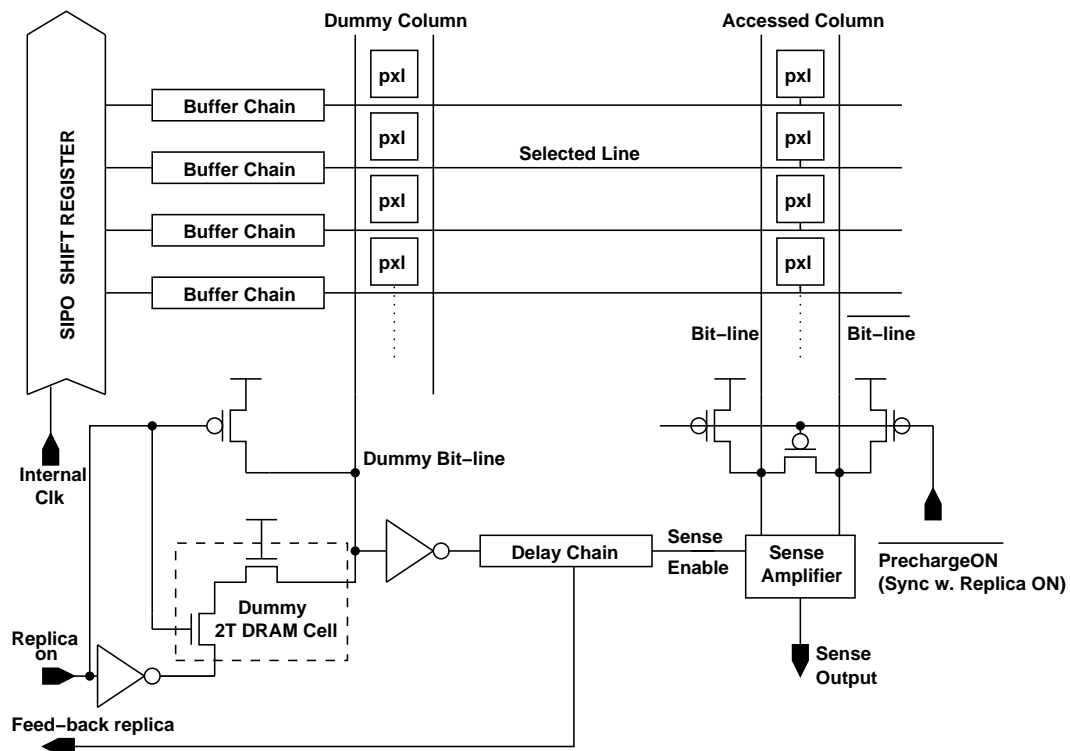 Dummy Column
Accessed Column
pxl
pxl
Buffer Chain
pxl
pxl
Selected Line
Buffer Chain
pxl
pxl
Buffer Chain
pxl
pxl
Buffer Chain
SIPO SHIFT REGISTER
Bit–line
Bit–line
Internal
Clk
Dummy Bit–line
Delay Chain
Sense
Enable
Sense
Amplifier
PrechargeON
(Sync w. Replica ON)
Dummy
2T DRAM Cell
Replica
on
Sense
Output
Feed–back replica